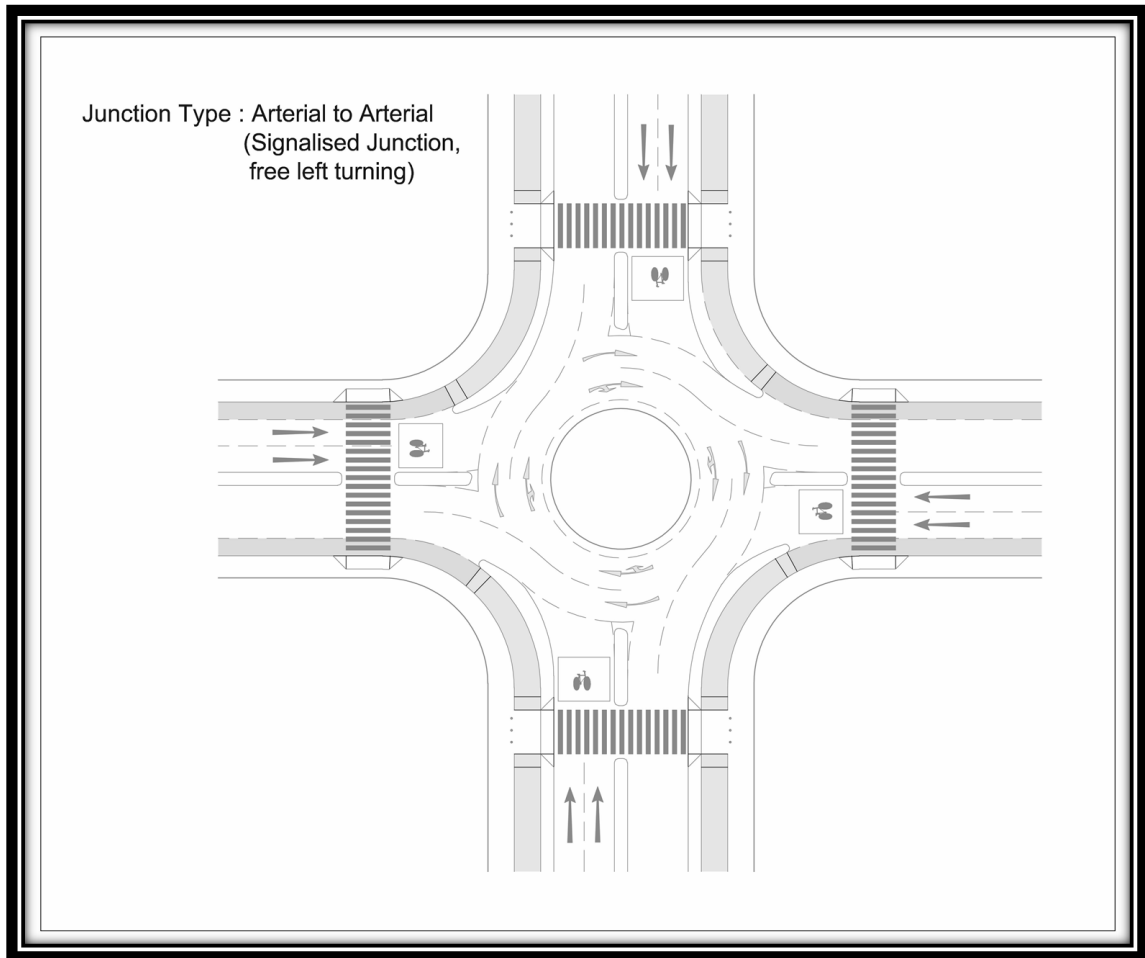 Junction Type : Arterial to Arterial
(Signalised Junction,
free left turning)